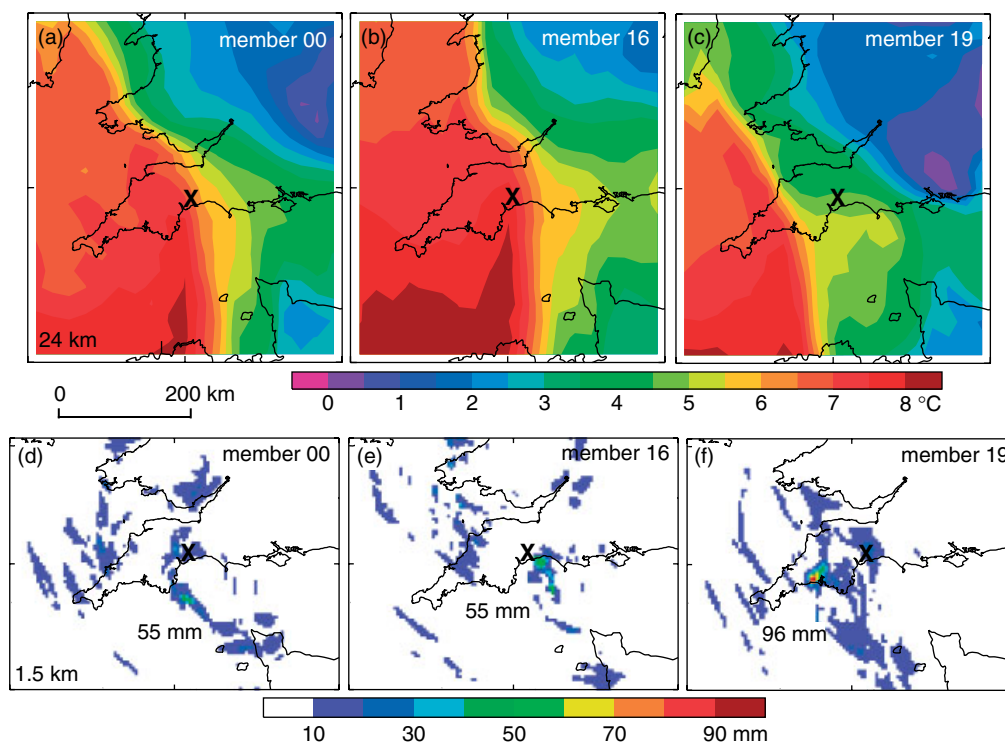 (a) member 00
(b) member 16
(c) member 19
X
X
X
24 km
0 200 km
0 1 2 3 4 5 6 7 8 °C
(d) member 00
(e) member 16
(f) member 19
X
X
X
55 mm
55 mm
96 mm
1.5 km
10 30 50 70 90 mm